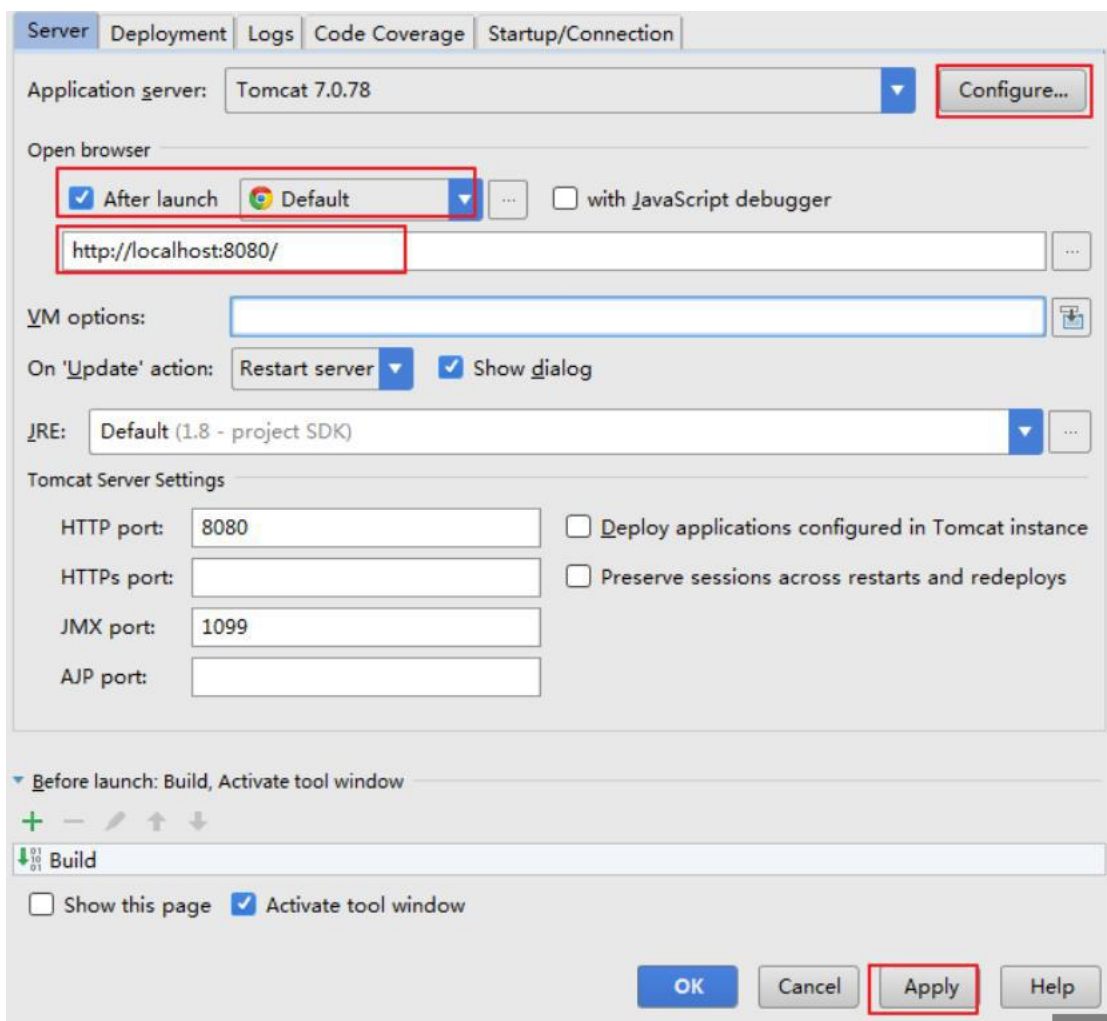 Server Deployment Logs Code Coverage Startup/Connection
Application server: Tomcat 7.0.78 Configure...
Open browser
After launch Default ... with JavaScript debugger
http://localhost:8080/ ...
VM options:
On 'Update' action: Restart server Show dialog
JRE: Default (1.8 - project SDK) ...
Tomcat Server Settings
HTTP port: 8080 Deploy applications configured in Tomcat instance
HTTPs port: Preserve sessions across restarts and redeploys
JMX port: 1099
AJP port:
Before launch: Build, Activate tool window
Build
Show this page Activate tool window
OK Cancel Apply Help